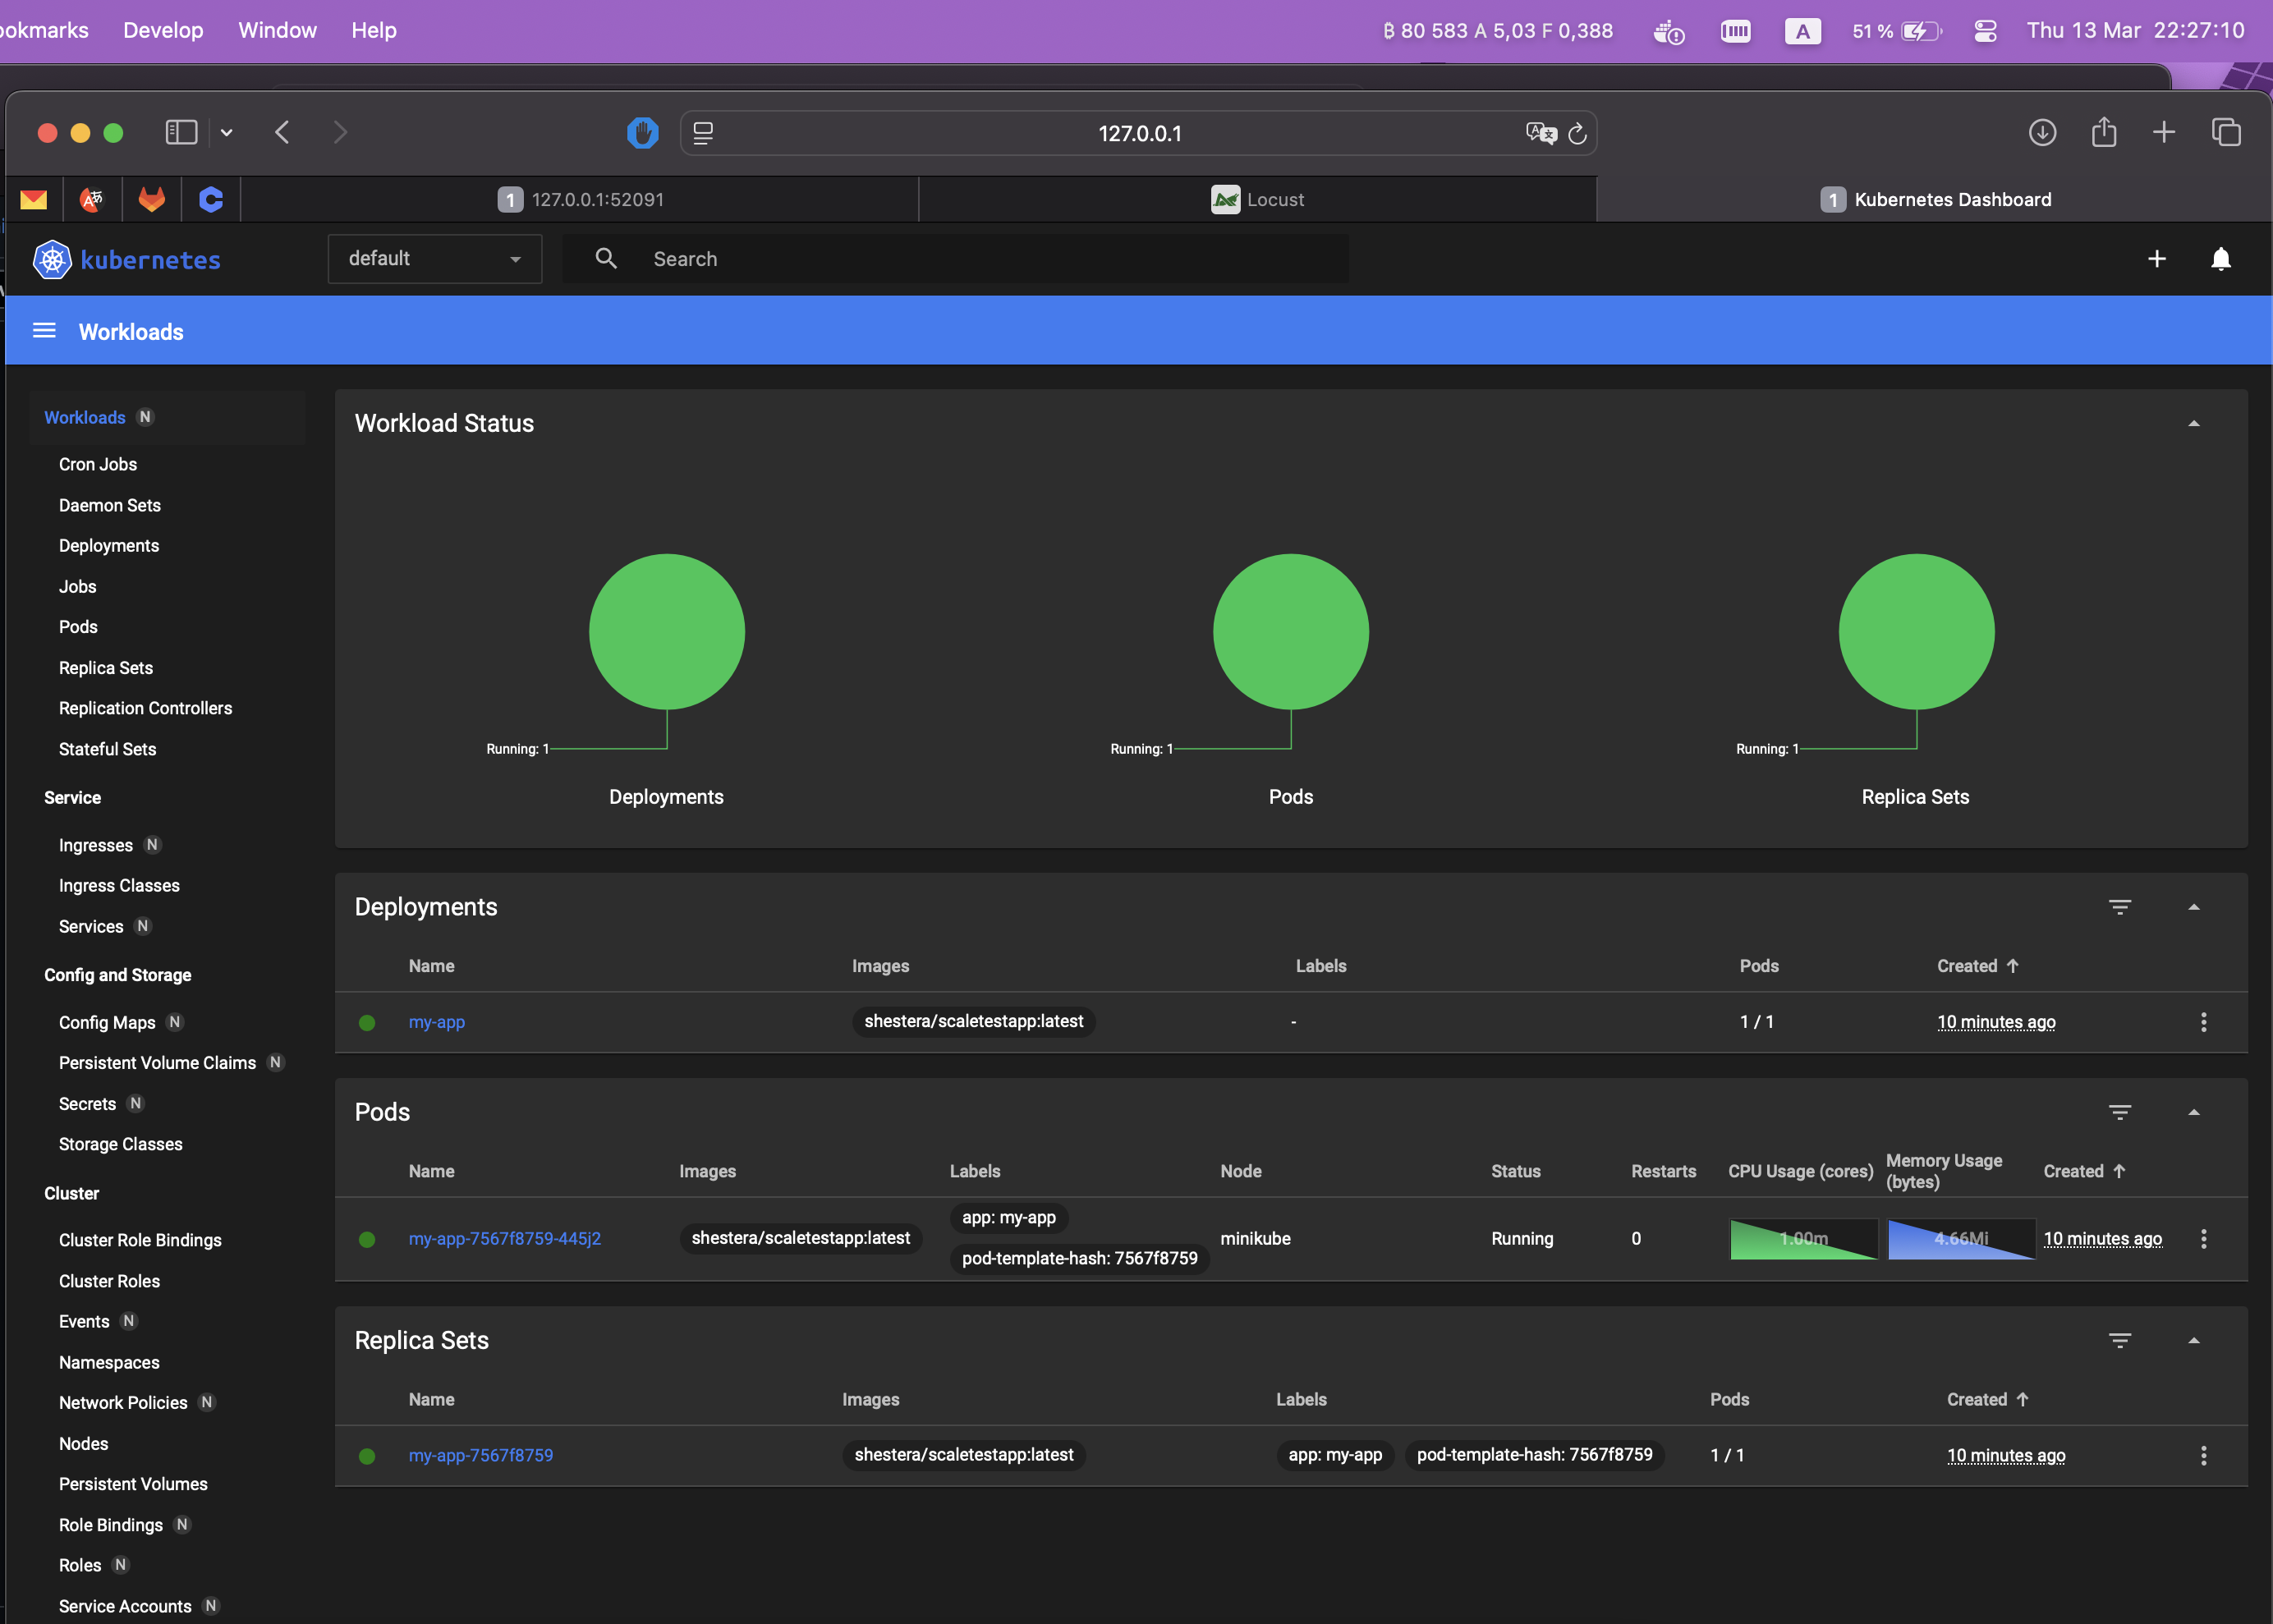 ookmarks Develop Window Help ₿ 80 583 A 5,03 F 0,388 A 51 % Thu 13 Mar 22:27:10
127.0.0.1
1 127.0.0.1:52091 Locust 1 Kubernetes Dashboard
kubernetes default Search
Workloads
Workloads N
Cron Jobs
Daemon Sets
Deployments
Jobs
Pods
Replica Sets
Replication Controllers
Stateful Sets
Service
Ingresses N
Ingress Classes
Services N
Config and Storage
Config Maps N
Persistent Volume Claims N
Secrets N
Storage Classes
Cluster
Cluster Role Bindings
Cluster Roles
Events N
Namespaces
Network Policies N
Nodes
Persistent Volumes
Role Bindings N
Roles N
Service Accounts N
Workload Status
Running: 1 Running: 1 Running: 1
Deployments Pods Replica Sets
Deployments
Name Images Labels Pods Created
my-app shestera/scaletestapp:latest - 1 / 1 10 minutes ago
Pods
Name Images Labels Node Status Restarts CPU Usage (cores) Memory Usage (bytes) Created
my-app-7567f8759-445j2 shestera/scaletestapp:latest app: my-app pod-template-hash: 7567f8759 minikube Running 0 1.00m 4.66Mi 10 minutes ago
Replica Sets
Name Images Labels Pods Created
my-app-7567f8759 shestera/scaletestapp:latest app: my-app pod-template-hash: 7567f8759 1 / 1 10 minutes ago